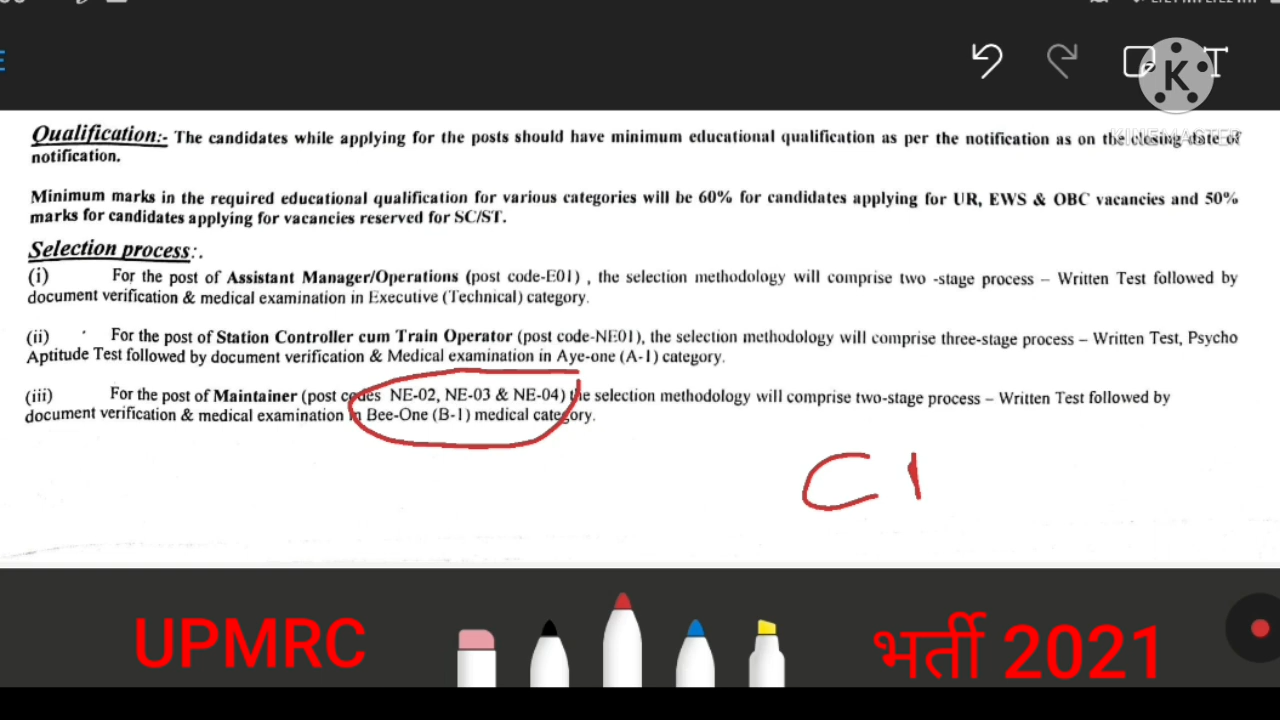 T
K
KINEMASTER
Qualification:- The candidates while applying for the posts should have minimum educational qualification as per the notification as on the closing date of
notification.
Minimum marks in the required educational qualification for various categories will be 60% for candidates applying for UR, EWS & OBC vacancies and 50%
marks for candidates applying for vacancies reserved for SC/ST.
Selection process:.
(i) For the post of Assistant Manager/Operations (post code-E01) , the selection methodology will comprise two -stage process – Written Test followed by
document verification & medical examination in Executive (Technical) category.
(ii) For the post of Station Controller cum Train Operator (post code-NE01), the selection methodology will comprise three-stage process – Written Test, Psycho
Aptitude Test followed by document verification & Medical examination in Aye-one (A-1) category.
(iii) For the post of Maintainer (post codes NE-02, NE-03 & NE-04) the selection methodology will comprise two-stage process – Written Test followed by
document verification & medical examination in Bee-One (B-1) medical category.
C1
UPMRC भर्ती 2021